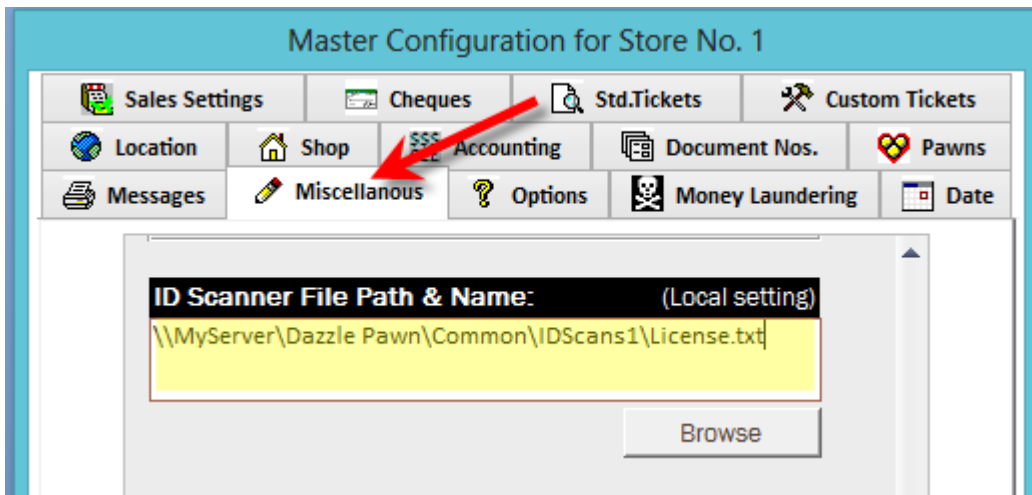 Master Configuration for Store No. 1
Sales Settings Cheques Std.Tickets Custom Tickets
Location Shop Accounting Document Nos. Pawns
Messages Miscellanous Options Money Laundering Date
ID Scanner File Path & Name: (Local setting)
\\MyServer\Dazzle Pawn\Common\IDScans1\License.txt
Browse